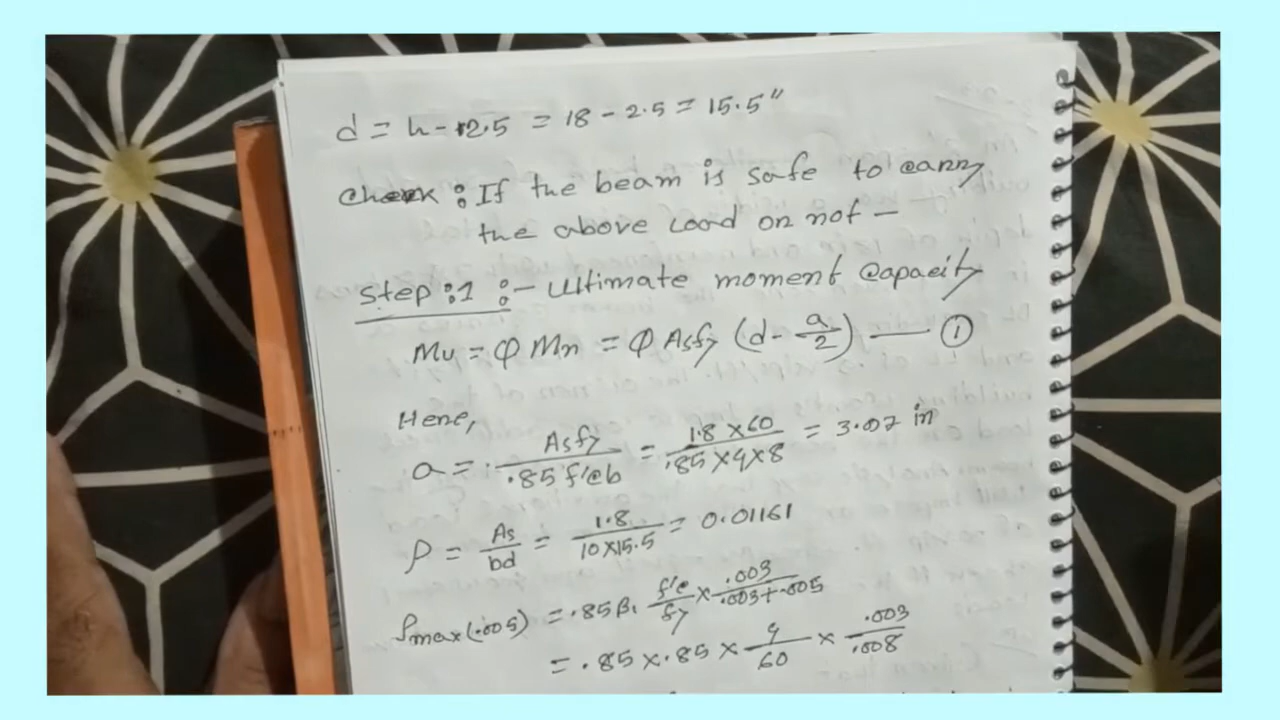 d = h - 2.5 = 18 - 2.5 = 15.5"
Check : If the beam is safe to carry
the above load or not —
Step :1 :- Ultimate moment Capacity
Mu = φ Mn = φ Asfy (d - a/2) — ①
Here,
a = Asfy/.85 f'cb = 1.8 x 60/.85 x 4 x 8 = 3.07 in
ρ = As/bd = 1.8/10 x 15.5 = 0.01161
ρmax(.005) = .85 β₁ f'c/fy x .003/.003+.005
= .85 x .85 x 4/60 x .003/.008